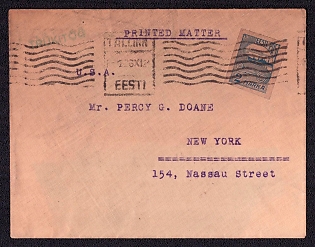 PRINTED MATTER
TALLINN
EESTI
U.S.A.
Mr. PERCY G. DOANE
NEW YORK
154, Nassau Street